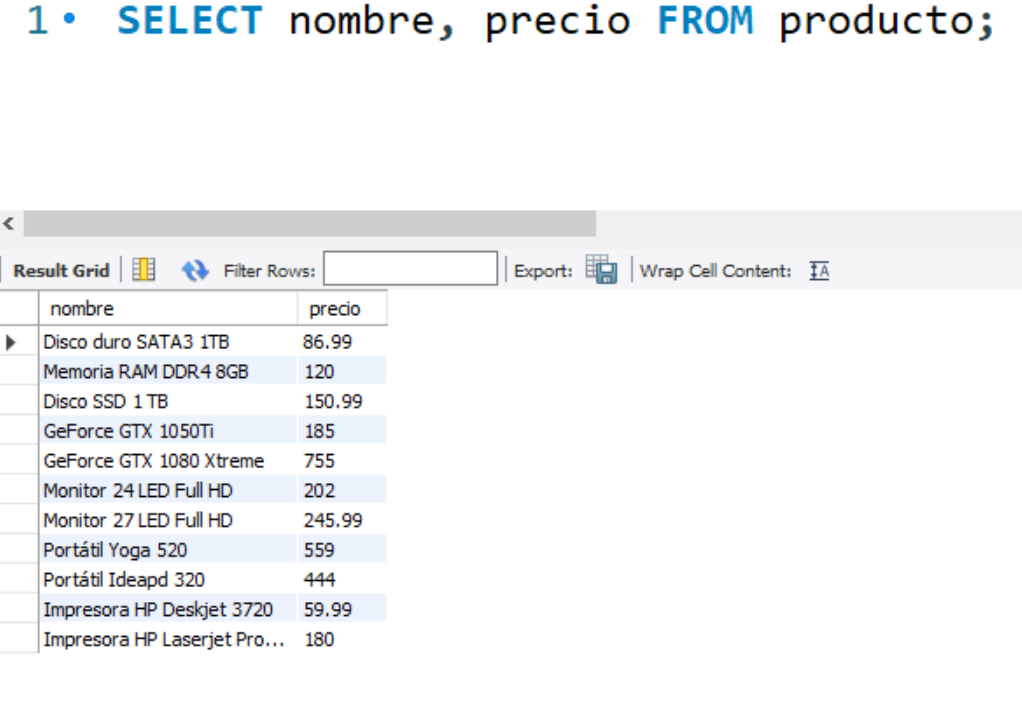 1 SELECT nombre, precio FROM producto;
Result Grid Filter Rows: Export: Wrap Cell Content: IA
nombre precio
Disco duro SATA3 1TB 86.99
Memoria RAM DDR4 8GB 120
Disco SSD 1 TB 150.99
GeForce GTX 1050Ti 185
GeForce GTX 1080 Xtreme 755
Monitor 24 LED Full HD 202
Monitor 27 LED Full HD 245.99
Portátil Yoga 520 559
Portátil Ideapd 320 444
Impresora HP Deskjet 3720 59.99
Impresora HP Laserjet Pro... 180